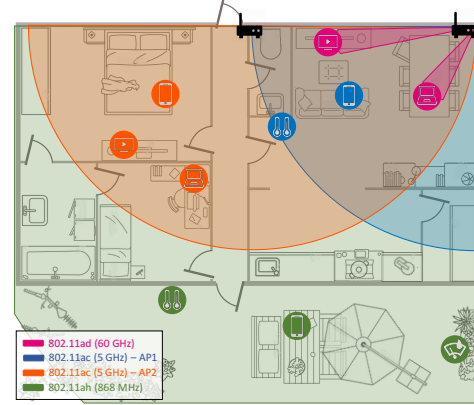 802.11ad (60 GHz)
802.11ac (5 GHz) – AP1
802.11ac (5 GHz) – AP2
802.11ah (868 MHz)